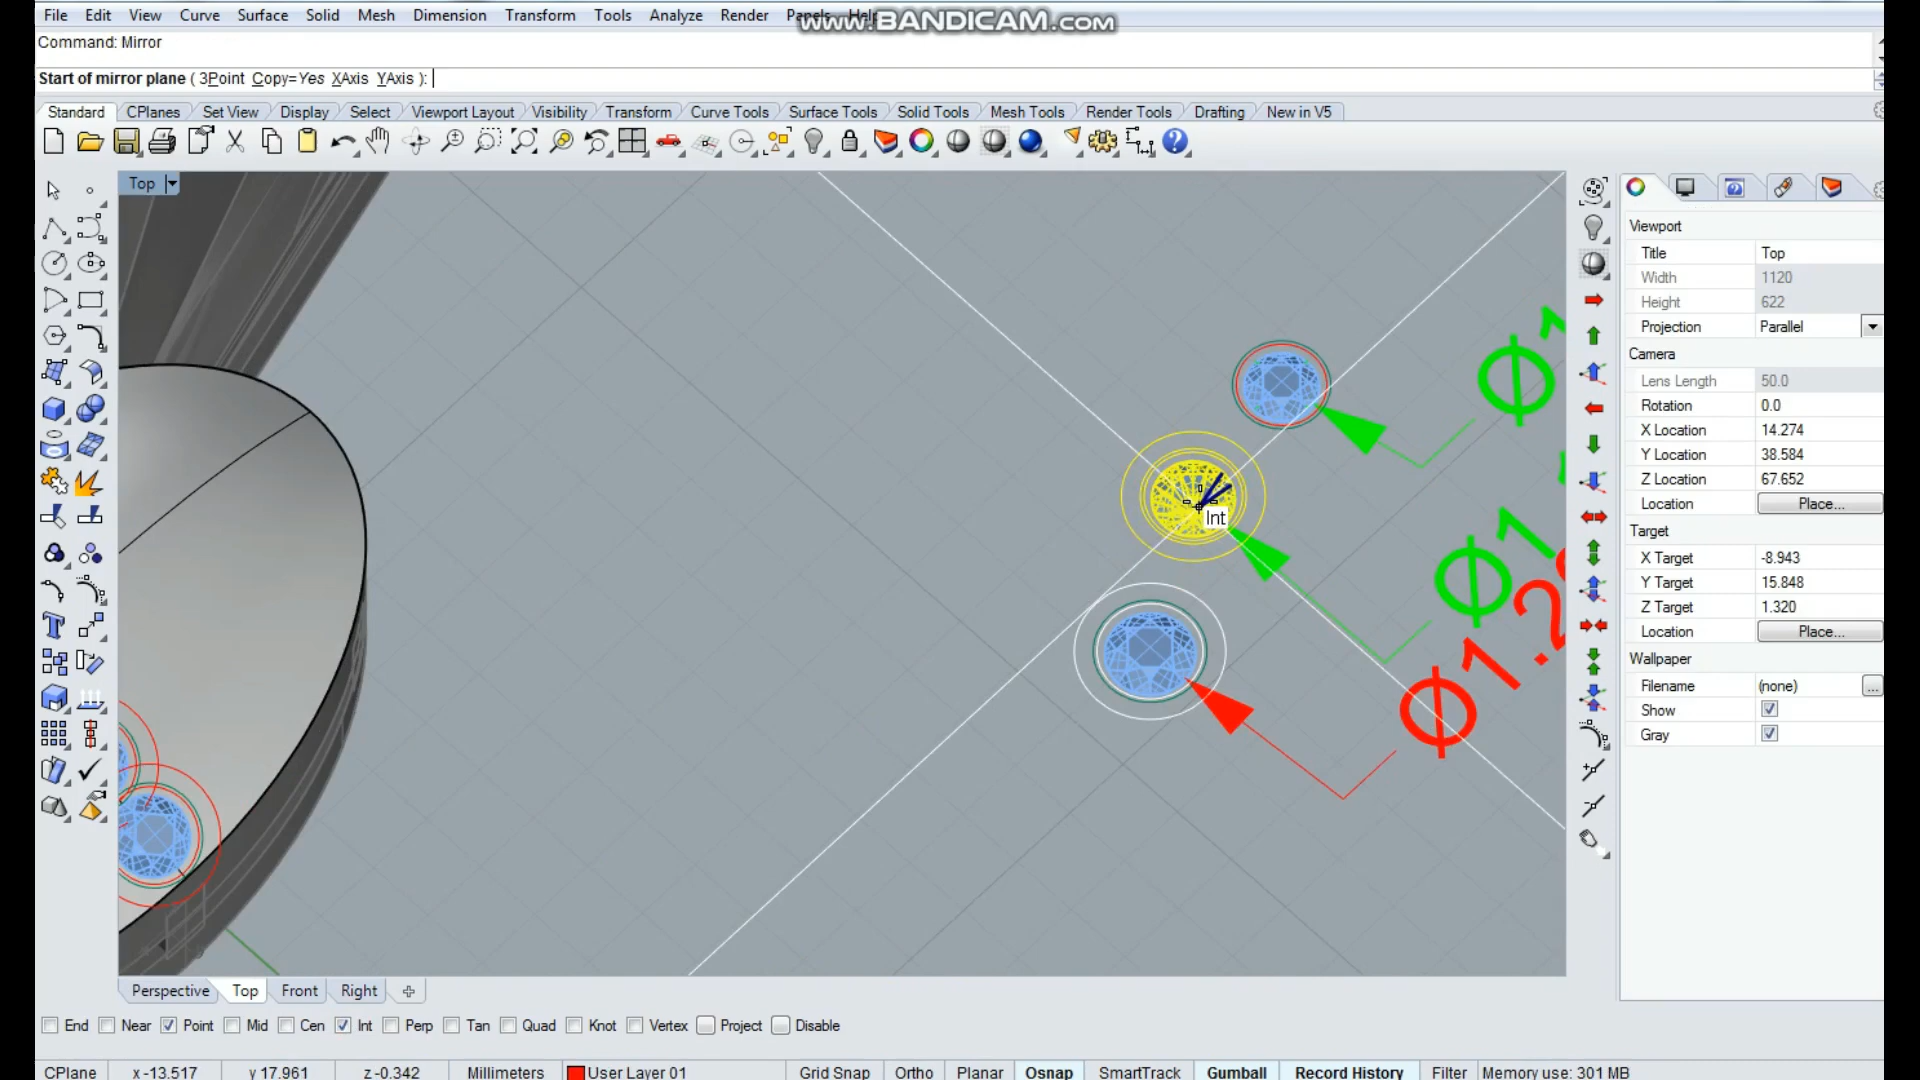 File Edit View Curve Surface Solid Mesh Dimension Transform Tools Analyze Render Panels Help
www.BANDICAM.com
Command: Mirror
Start of mirror plane ( 3Point Copy=Yes XAxis YAxis ):
Standard CPlanes Set View Display Select Viewport Layout Visibility Transform Curve Tools Surface Tools Solid Tools Mesh Tools Render Tools Drafting New in V5
Top
Viewport
Title Top
Width 1120
Height 622
Projection Parallel
Camera
Lens Length 50.0
Rotation 0.0
X Location 14.274
Y Location 38.584
Z Location 67.652
Location Place...
Target
X Target -8.943
Y Target 15.848
Z Target 1.320
Location Place...
Wallpaper
Filename (none) ...
Show
Gray
Ø1
Int
Ø1
Ø1.2
Perspective Top Front Right
End Near Point Mid Cen Int Perp Tan Quad Knot Vertex Project Disable
CPlane x -13.517 y 17.961 z -0.342 Millimeters User Layer 01 Grid Snap Ortho Planar Osnap SmartTrack Gumball Record History Filter Memory use: 301 MB